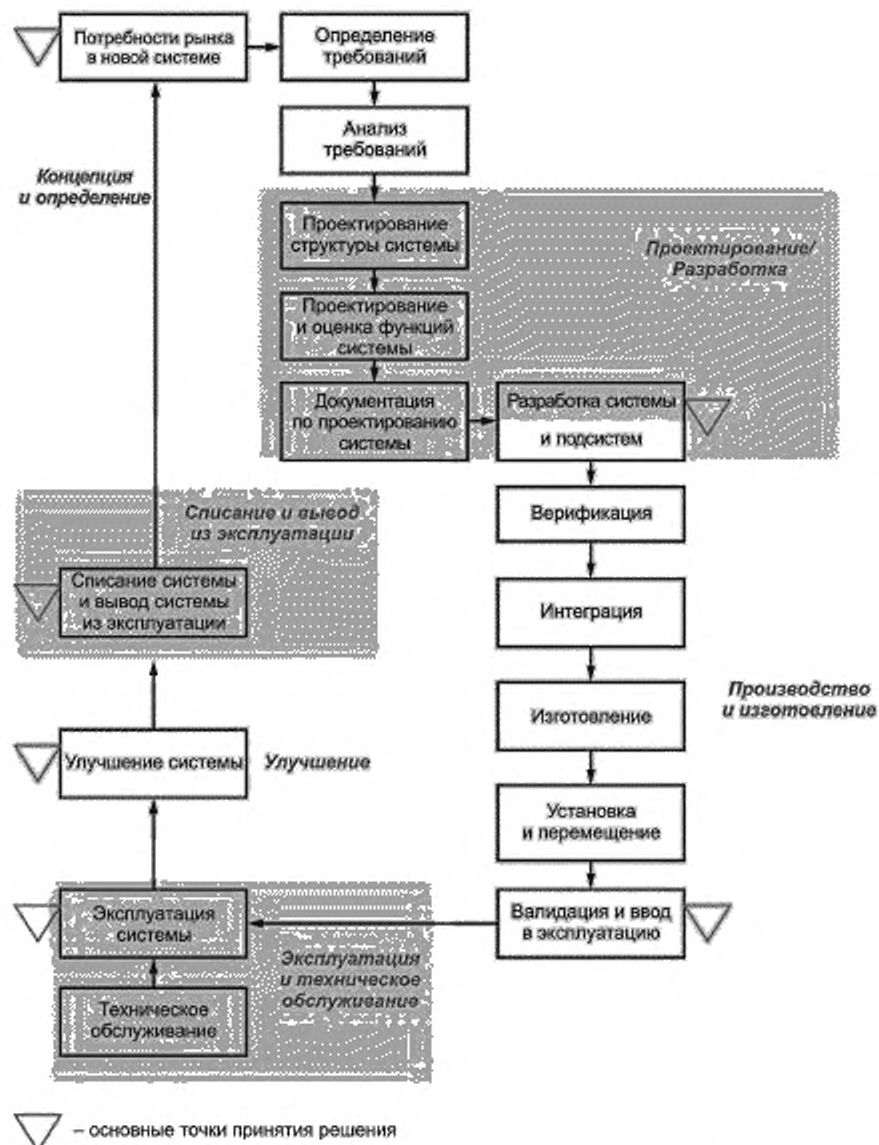 Потребности рынка
в новой системе
Определение
требований
Анализ
требований
Концепция
и определение
Проектирование
структуры системы
Проектирование/
Разработка
Проектирование
и оценка функций
системы
Документация
по проектированию
системы
Разработка системы
и подсистем
Списание и вывод
из эксплуатации
Верификация
Списание системы
и вывод системы
из эксплуатации
Интеграция
Производство
и изготовление
Изготовление
Улучшение системы
Улучшение
Установка
и перемещение
Эксплуатация
системы
Валидация и ввод
в эксплуатацию
Эксплуатация
и техническое
обслуживание
Техническое
обслуживание
– основные точки принятия решения